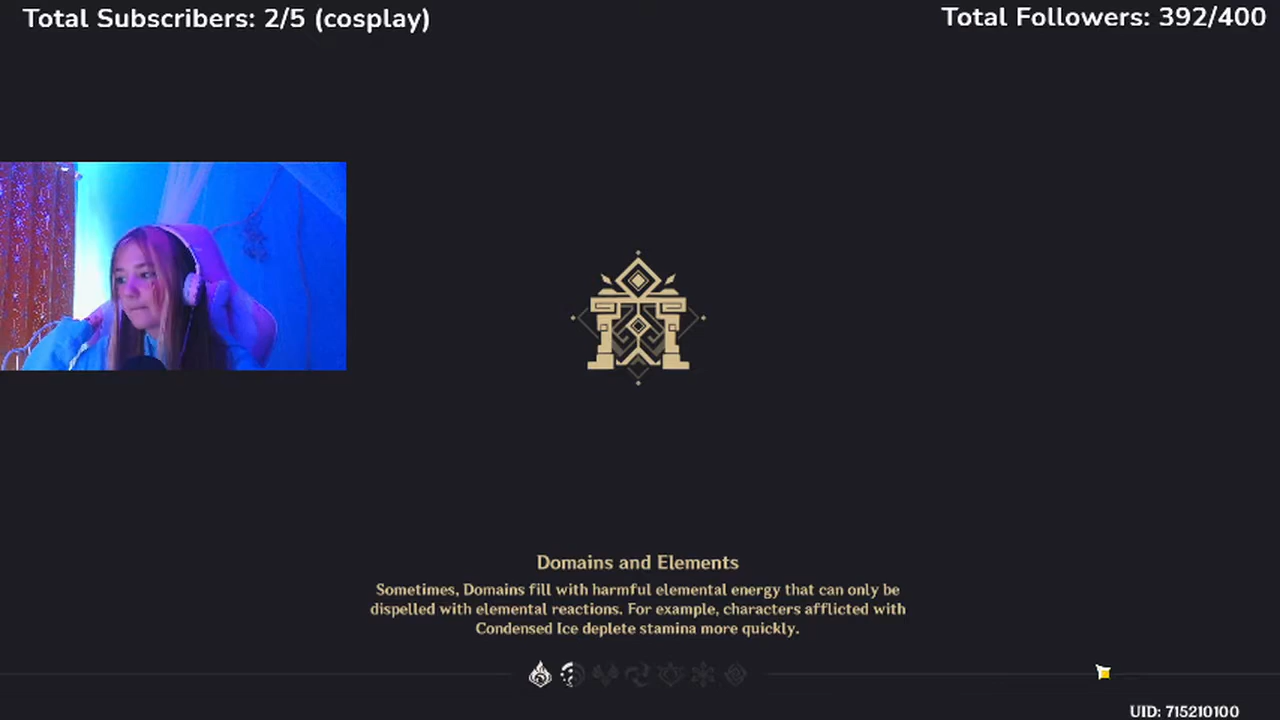 Total Subscribers: 2/5 (cosplay)
Total Followers: 392/400
Domains and Elements
Sometimes, Domains fill with harmful elemental energy that can only be
dispelled with elemental reactions. For example, characters afflicted with
Condensed Ice deplete stamina more quickly.
UID: 715210100